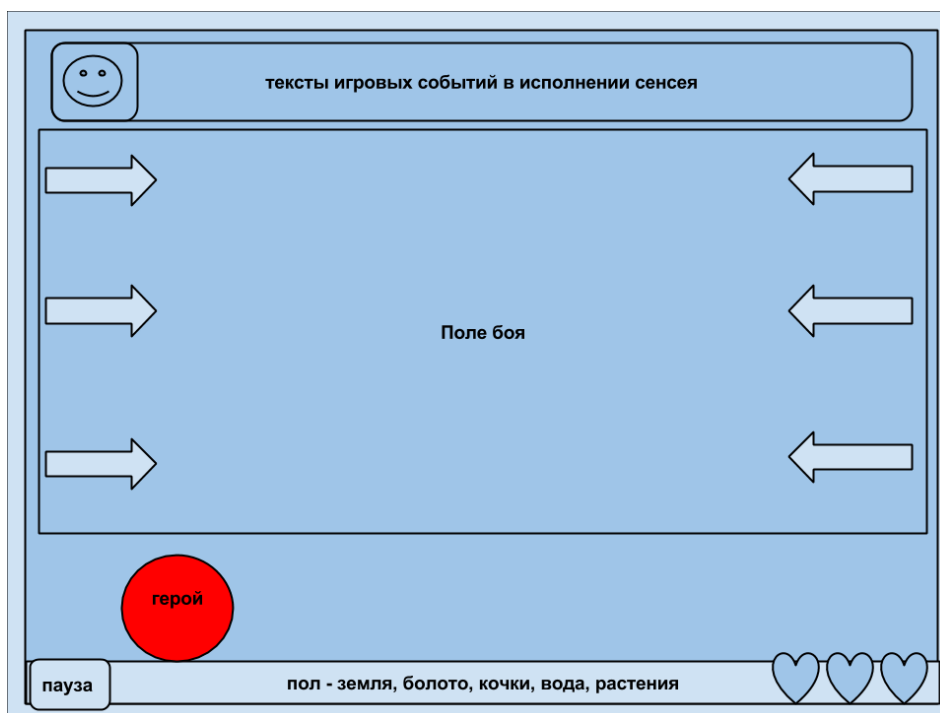 тексты игровых событий в исполнении сенсея
Поле боя
герой
пауза
пол - земля, болото, кочки, вода, растения